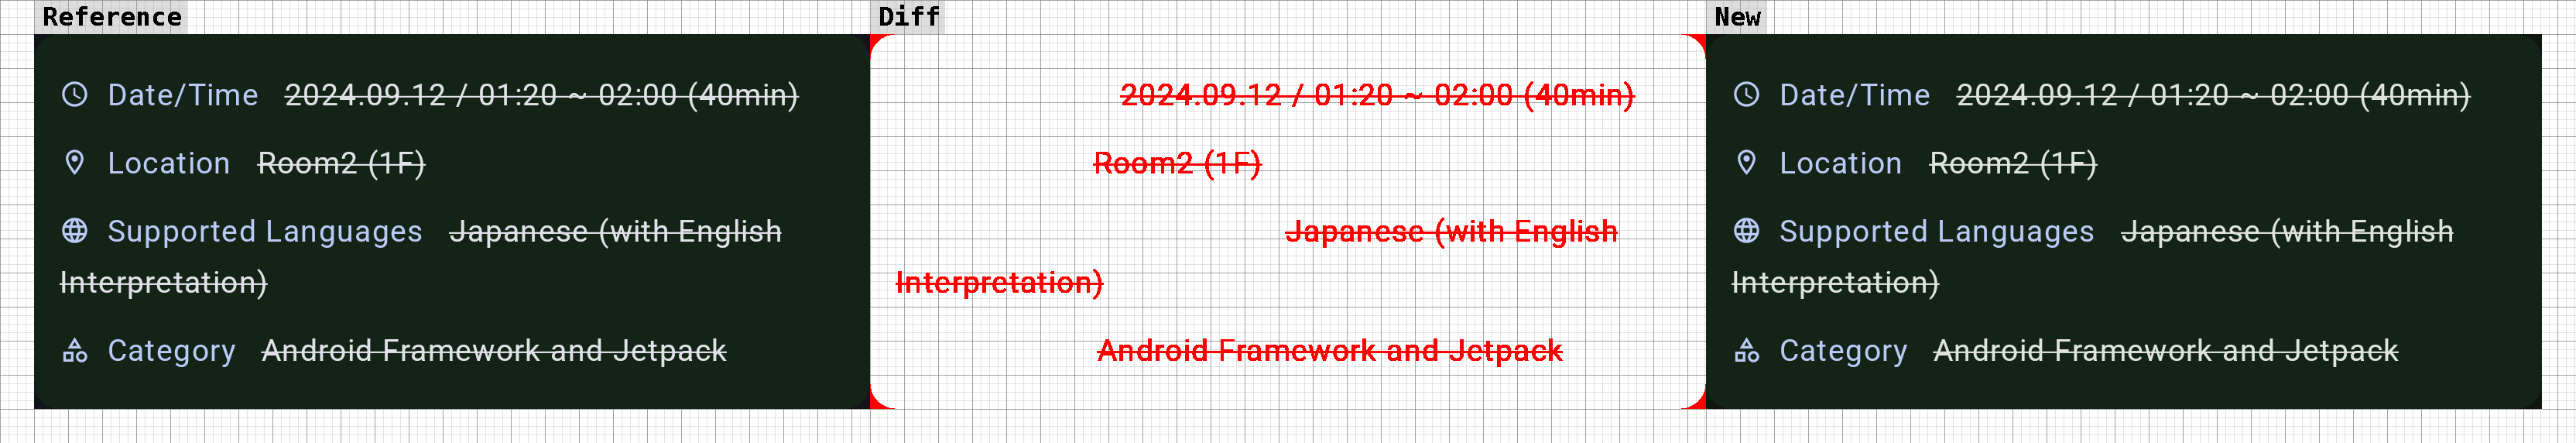 Reference
Date/Time 2024.09.12 / 01:20 ~ 02:00 (40min)
Location Room2 (1F)
Supported Languages Japanese (with English
Interpretation)
Category Android Framework and Jetpack
Diff
2024.09.12 / 01:20 ~ 02:00 (40min)
Room2 (1F)
Japanese (with English
Interpretation)
Android Framework and Jetpack
New
Date/Time 2024.09.12 / 01:20 ~ 02:00 (40min)
Location Room2 (1F)
Supported Languages Japanese (with English
Interpretation)
Category Android Framework and Jetpack